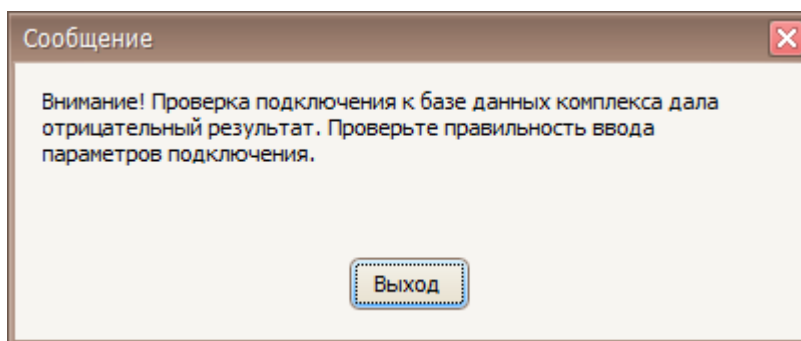 Сообщение
Внимание! Проверка подключения к базе данных комплекса дала
отрицательный результат. Проверьте правильность ввода
параметров подключения.
Выход